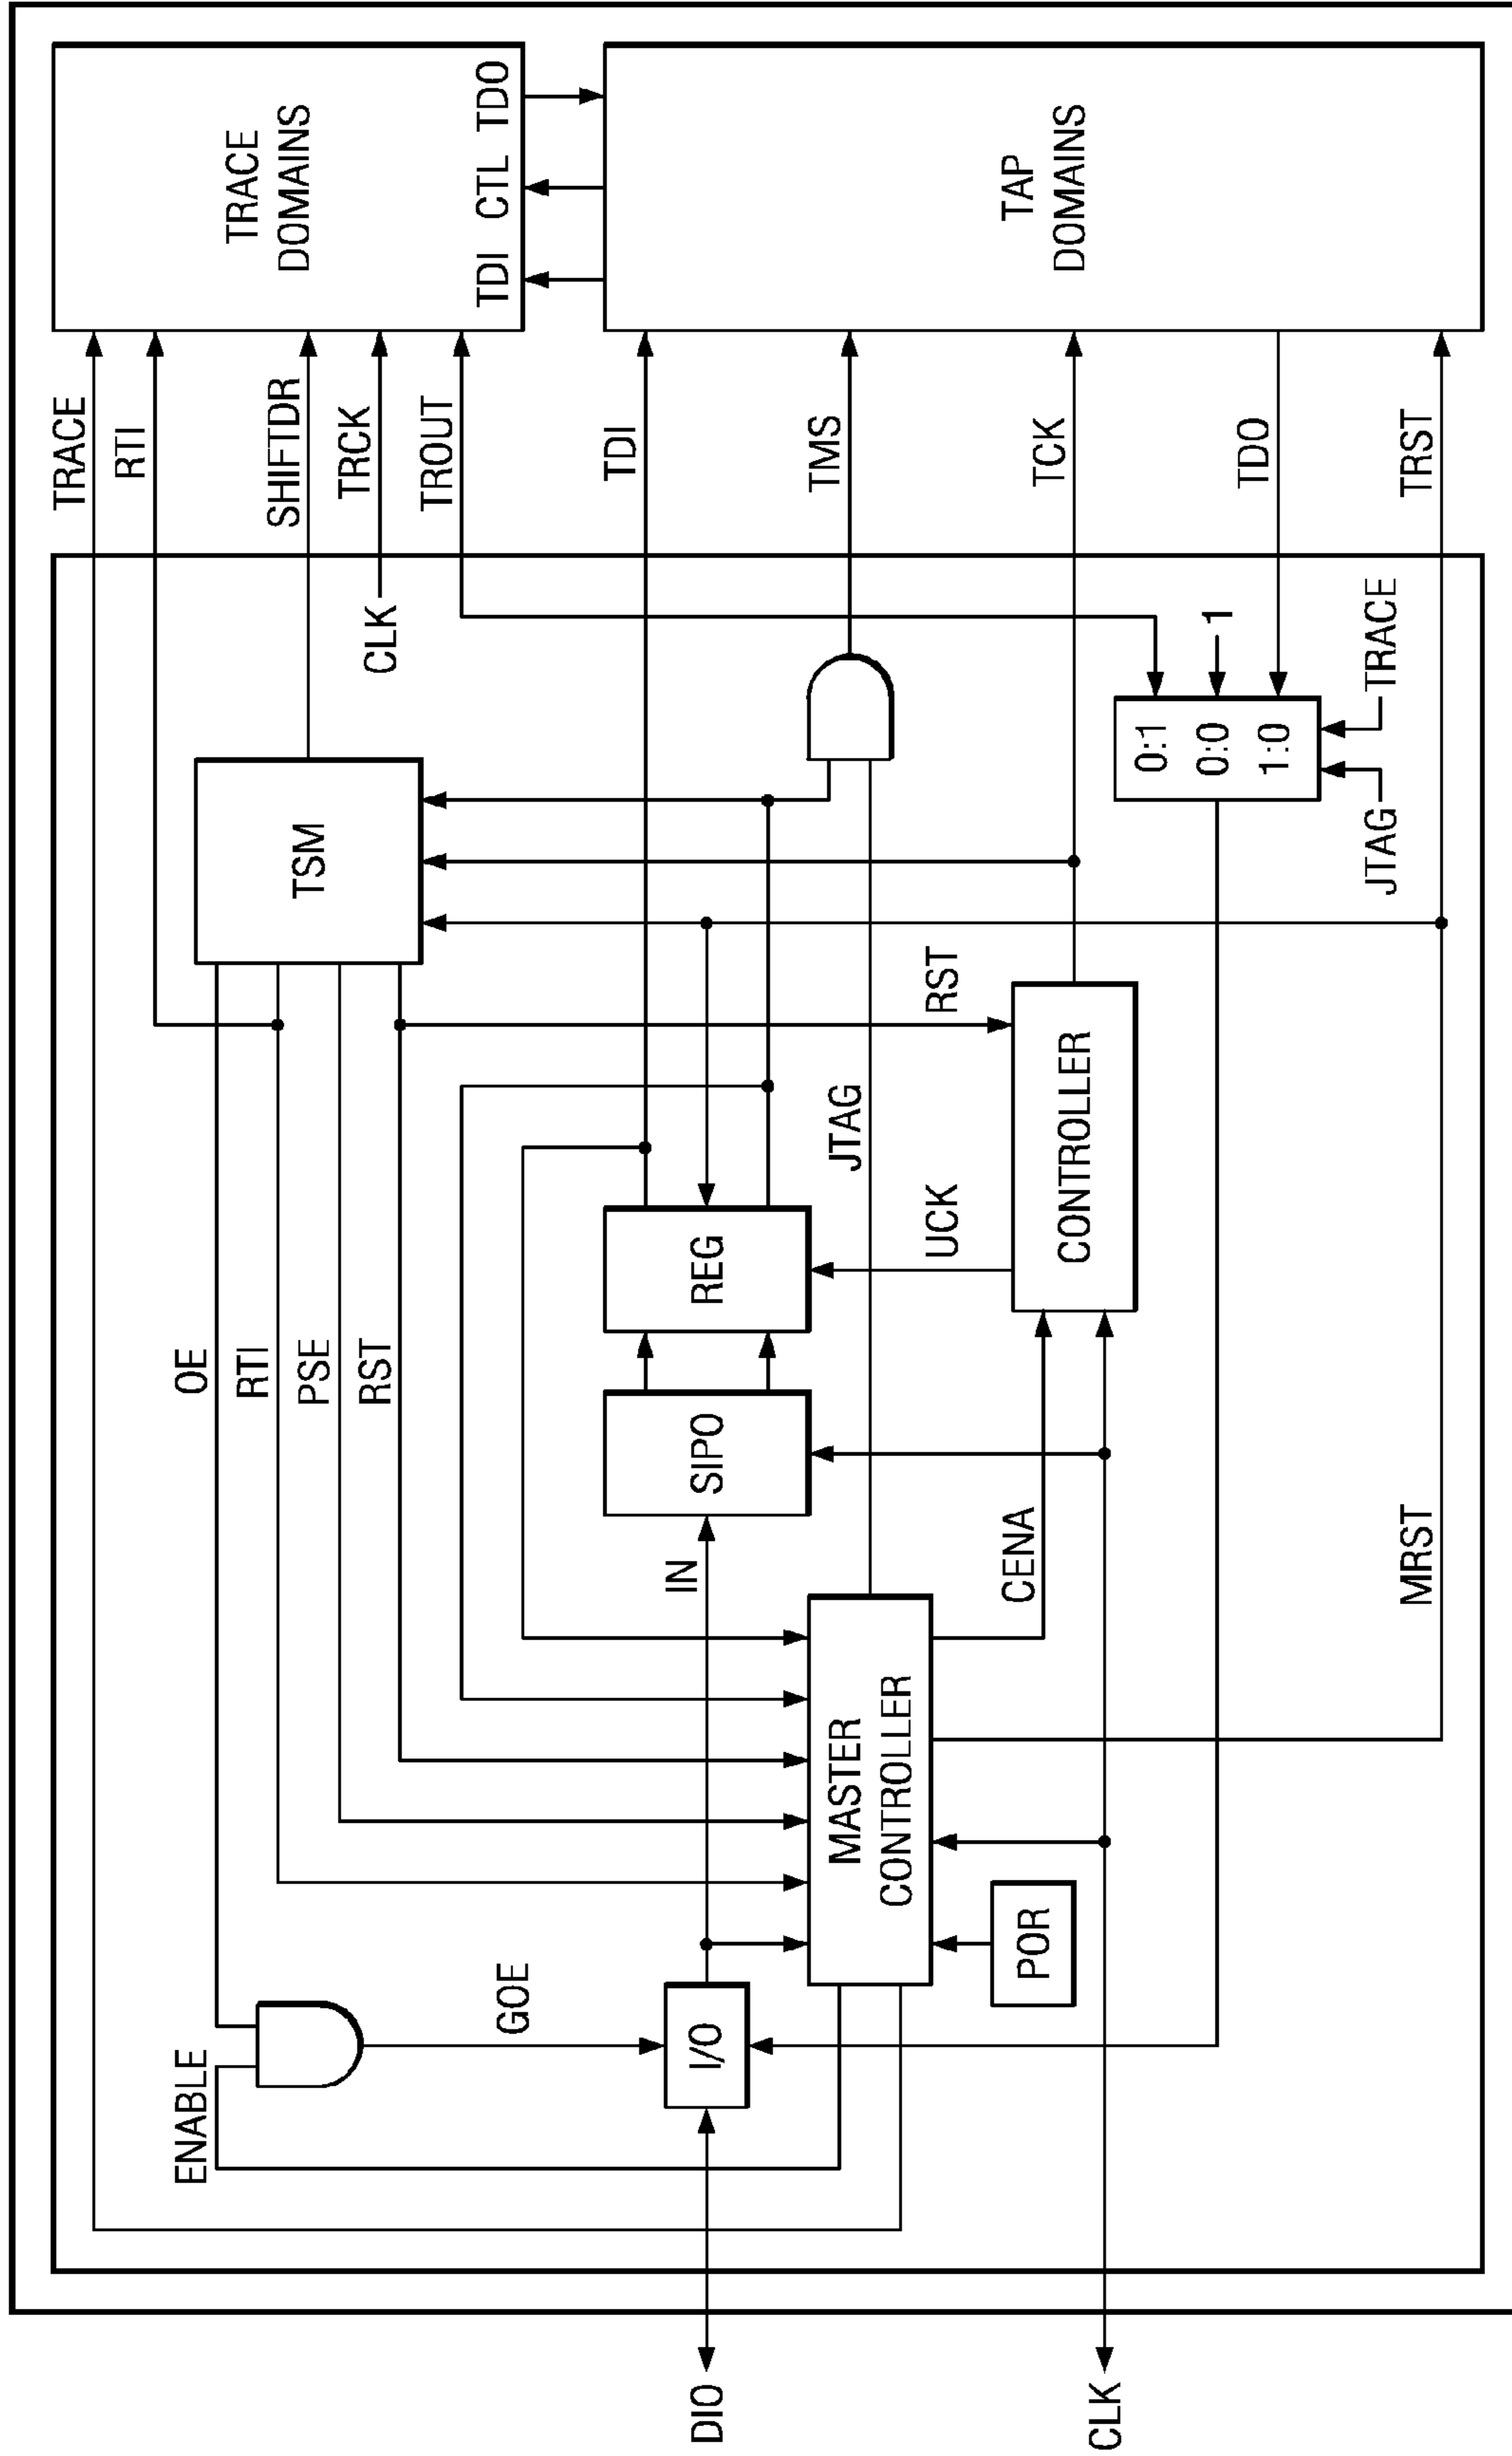 TRACE
DOMAINS
TDI CTL TDO
TAP
DOMAINS
TRACE
RTI
SHIFTDR
TRCK
TROUT
TDI
TMS
TCK
TDO
TRST
CLK
TSM
0:1
0:0
1:0
1
TRACE
JTAG
RST
JTAG
UCK
CONTROLLER
REG
SIPO
OE
RTI
PSE
RST
IN
CENA
MRST
MASTER
CONTROLLER
POR
GOE
I/O
ENABLE
DIO
CLK